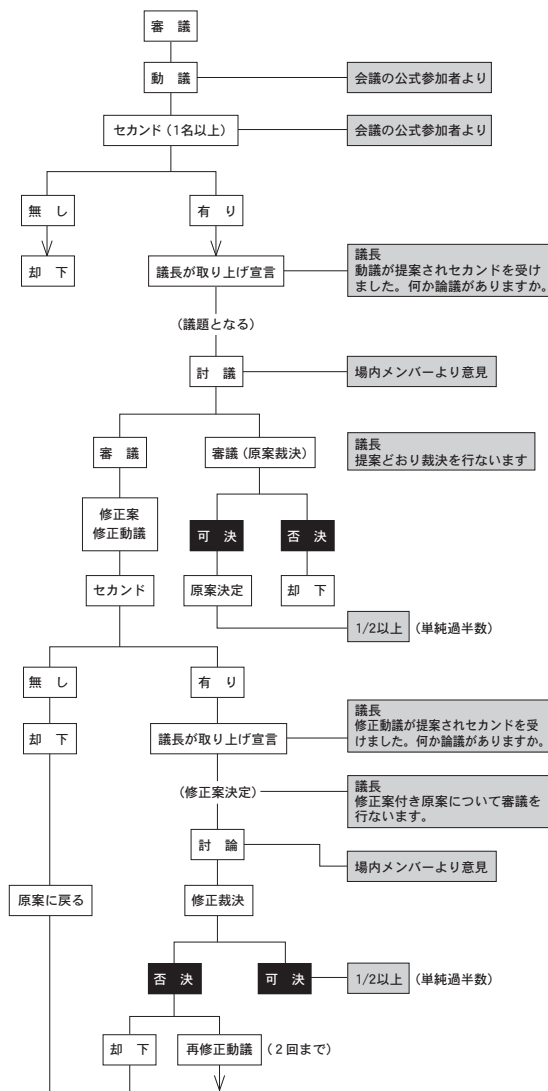 審 議
動 議
会議の公式参加者より
セカンド(1名以上)
会議の公式参加者より
無 し
有 り
却 下
議長が取り上げ宣言
議長
動議が提案されセカンドを受け
ました。何か論議がありますか。
(議題となる)
討 議
場内メンバーより意見
審 議
審議(原案裁決)
議長
提案どおり裁決を行ないます
修正案
修正動議
可 決
否 決
セカンド
原案決定
却 下
1/2以上 (単純過半数)
無 し
有 り
却 下
議長が取り上げ宣言
議長
修正動議が提案されセカンドを受
けました。何か論議がありますか。
(修正案決定)
議長
修正案付き原案について審議を
行ないます。
討 論
場内メンバーより意見
原案に戻る
修正裁決
否 決
可 決
1/2以上 (単純過半数)
却 下
再修正動議 (2回まで)